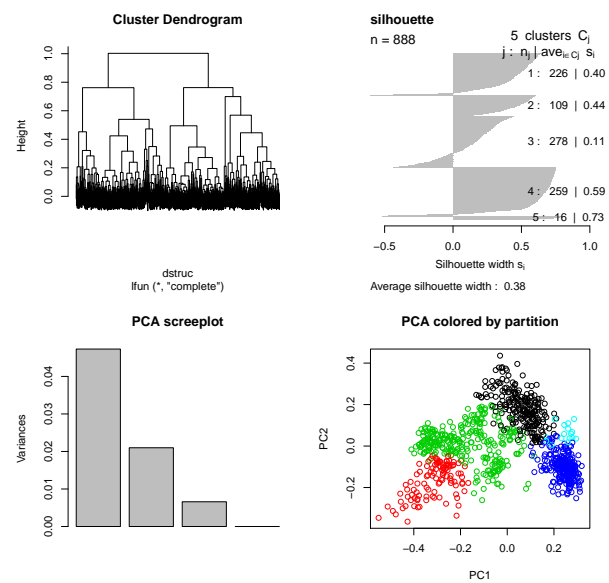 Cluster Dendrogram
Height
1.0
0.8
0.6
0.4
0.2
0.0
dstruc
lfun (*, "complete")
silhouette
n = 888
5 clusters Cj
j : nj | avei∈Cj si
1 : 226 | 0.40
2 : 109 | 0.44
3 : 278 | 0.11
4 : 259 | 0.59
5 : 16 | 0.73
−0.5 0.0 0.5 1.0
Silhouette width si
Average silhouette width : 0.38
PCA screeplot
Variances
0.04
0.03
0.02
0.01
0.00
PCA colored by partition
PC2
0.4
0.2
0.0
−0.2
−0.4 −0.2 0.0 0.2
PC1